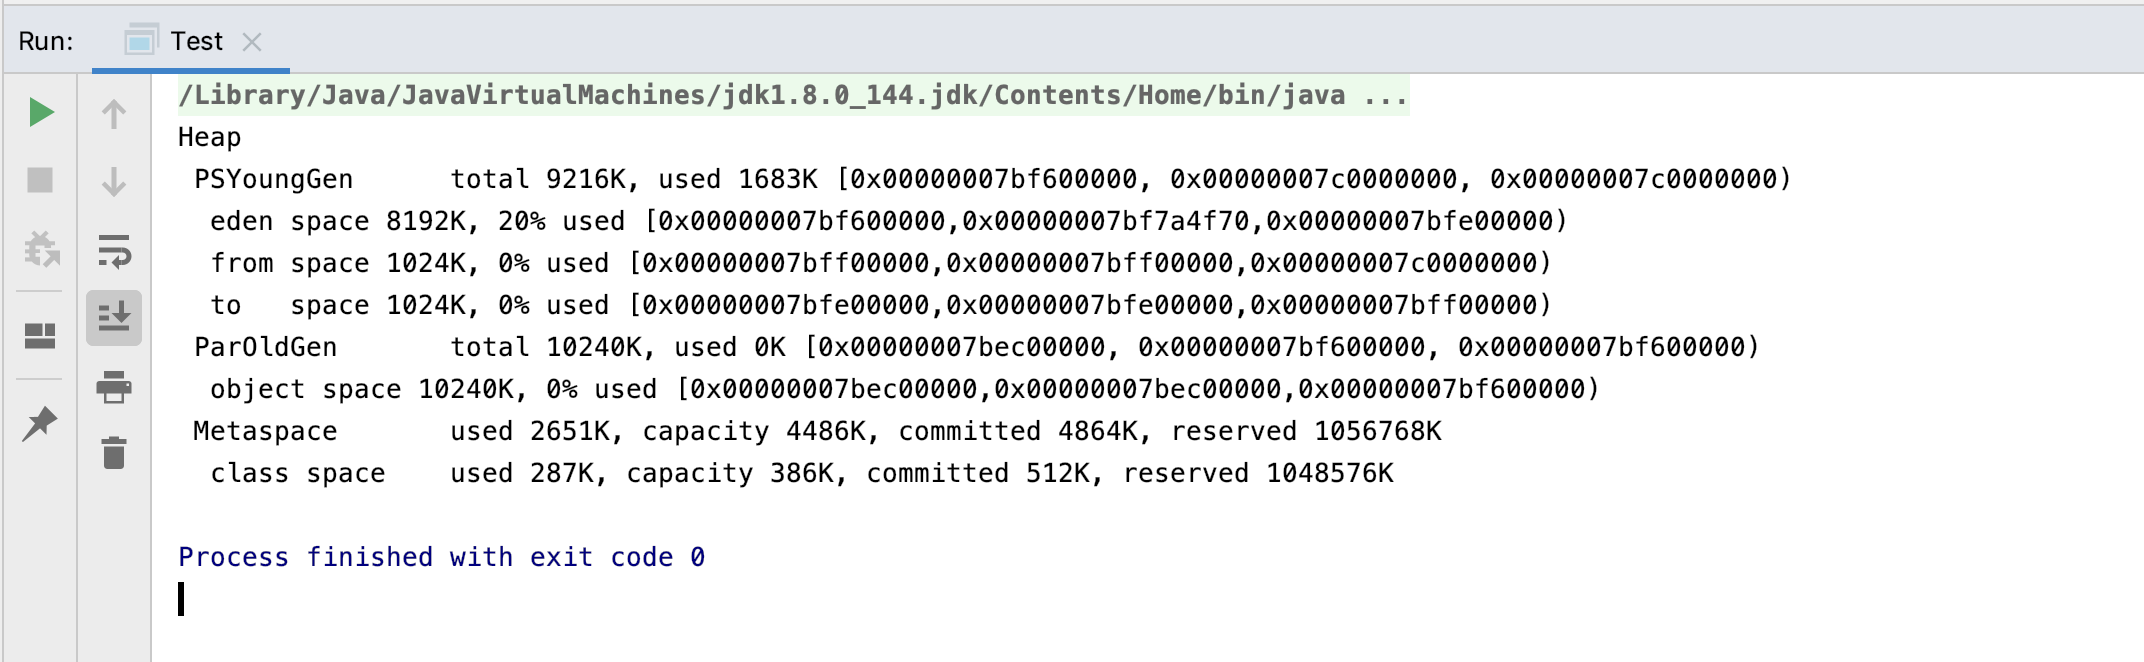 Run: Test
/Library/Java/JavaVirtualMachines/jdk1.8.0_144.jdk/Contents/Home/bin/java ...
Heap
 PSYoungGen      total 9216K, used 1683K [0x00000007bf600000, 0x00000007c0000000, 0x00000007c0000000)
  eden space 8192K, 20% used [0x00000007bf600000,0x00000007bf7a4f70,0x00000007bfe00000)
  from space 1024K, 0% used [0x00000007bff00000,0x00000007bff00000,0x00000007c0000000)
  to   space 1024K, 0% used [0x00000007bfe00000,0x00000007bfe00000,0x00000007bff00000)
 ParOldGen       total 10240K, used 0K [0x00000007bec00000, 0x00000007bf600000, 0x00000007bf600000)
  object space 10240K, 0% used [0x00000007bec00000,0x00000007bec00000,0x00000007bf600000)
 Metaspace       used 2651K, capacity 4486K, committed 4864K, reserved 1056768K
  class space    used 287K, capacity 386K, committed 512K, reserved 1048576K
Process finished with exit code 0